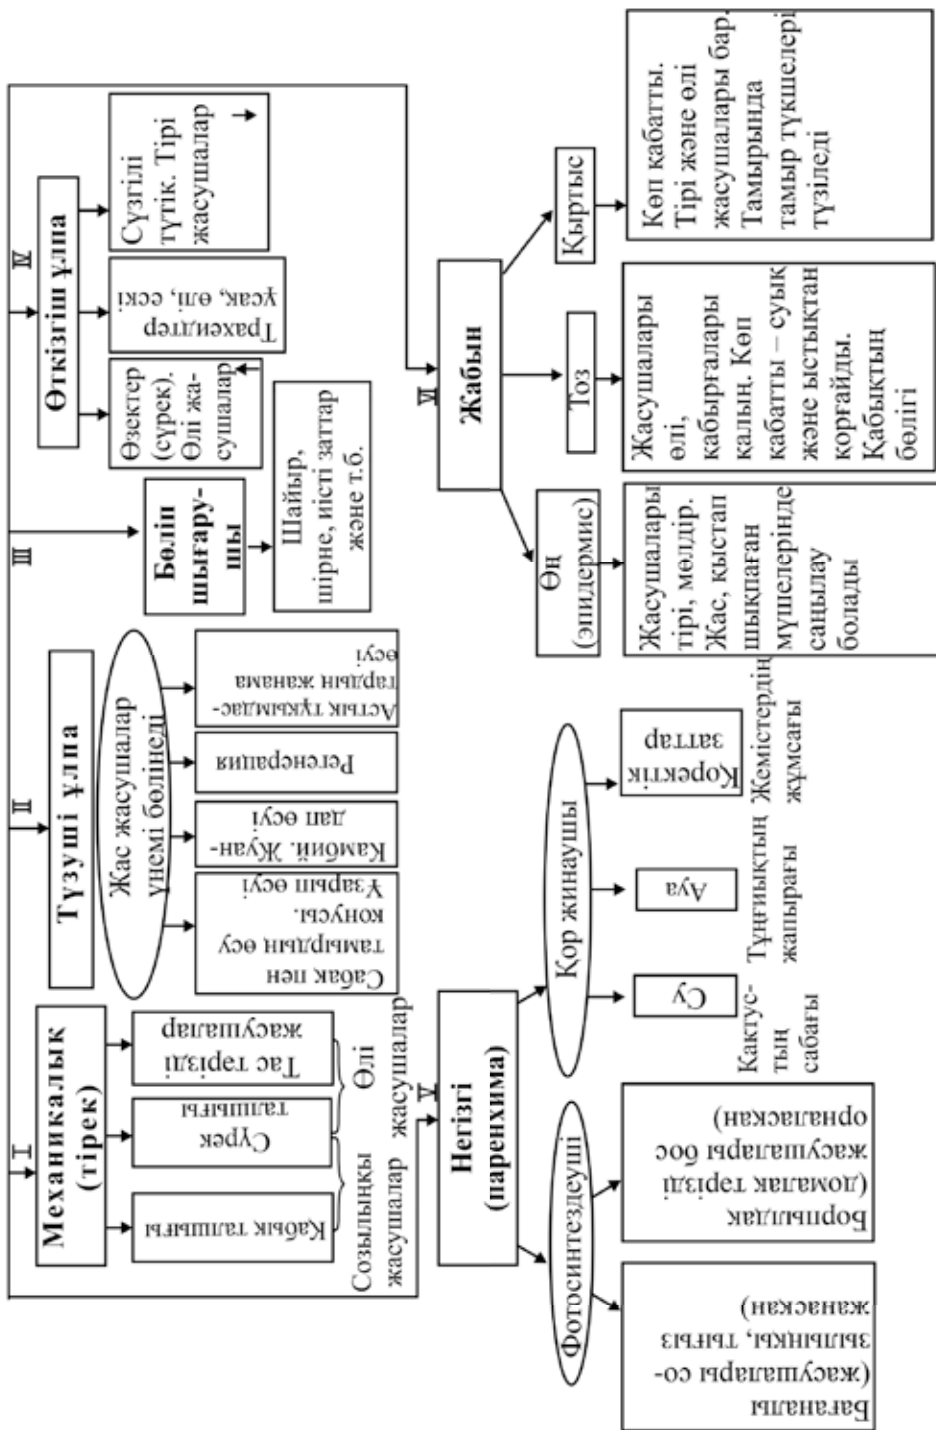 I
Механикалық
(тірек)
Қабық талшығы
Сүрек
талшығы
Тас тәрізді
жасушалар
Созылыңқы
жасушалар
Өлі
жасушалар
II
Түзуші ұлпа
Жас жасушалар
үнемі бөлінеді
Сабақ пен
тамырдың өсу
конусы.
Ұзарып өсуі
Камбий. Жуан-
дап өсуі
Регенерация
Астық тұқымдас-
тардың жанама
өсуі
III
Бөліп
шығару-
шы
Шайыр,
шірне, иісті заттар
және т.б.
IV
Өткізгіш ұлпа
Өзектер
(сүрек).
Өлі жа-
сушалар
Трахеидтер
ұсақ, өлі, ескі
Сүзгілі
түтік. Тірі
жасушалар
V
Негізгі
(паренхима)
Фотосинтездеуші
Бағаналы
(жасушалары со-
зылыңқы, тығыз
жанасқан)
Борпылдақ
(домалақ тәрізді
жасушалары бос
орналасқан)
Қор жинаушы
Су
Кактус-
тың
сабағы
Ауа
Тұңғиықтың
жапырағы
Қоректік
заттар
Жемістердің
жұмсағы
VI
Жабын
Өң
(эпидермис)
Жасушалары
тірі, мөлдір.
Жас, қыстап
шықпаған
мүшелерінде
саңылау
болады
Тоз
Жасушалары
өлі,
қабырғалары
қалың. Көп
қабатты – суық
және ыстықтан
қорғайды.
Қабықтың
бөлігі
Қыртыс
Көп қабатты.
Тірі және өлі
жасушалары бар.
Тамырында
тамыр түкшелері
түзіледі